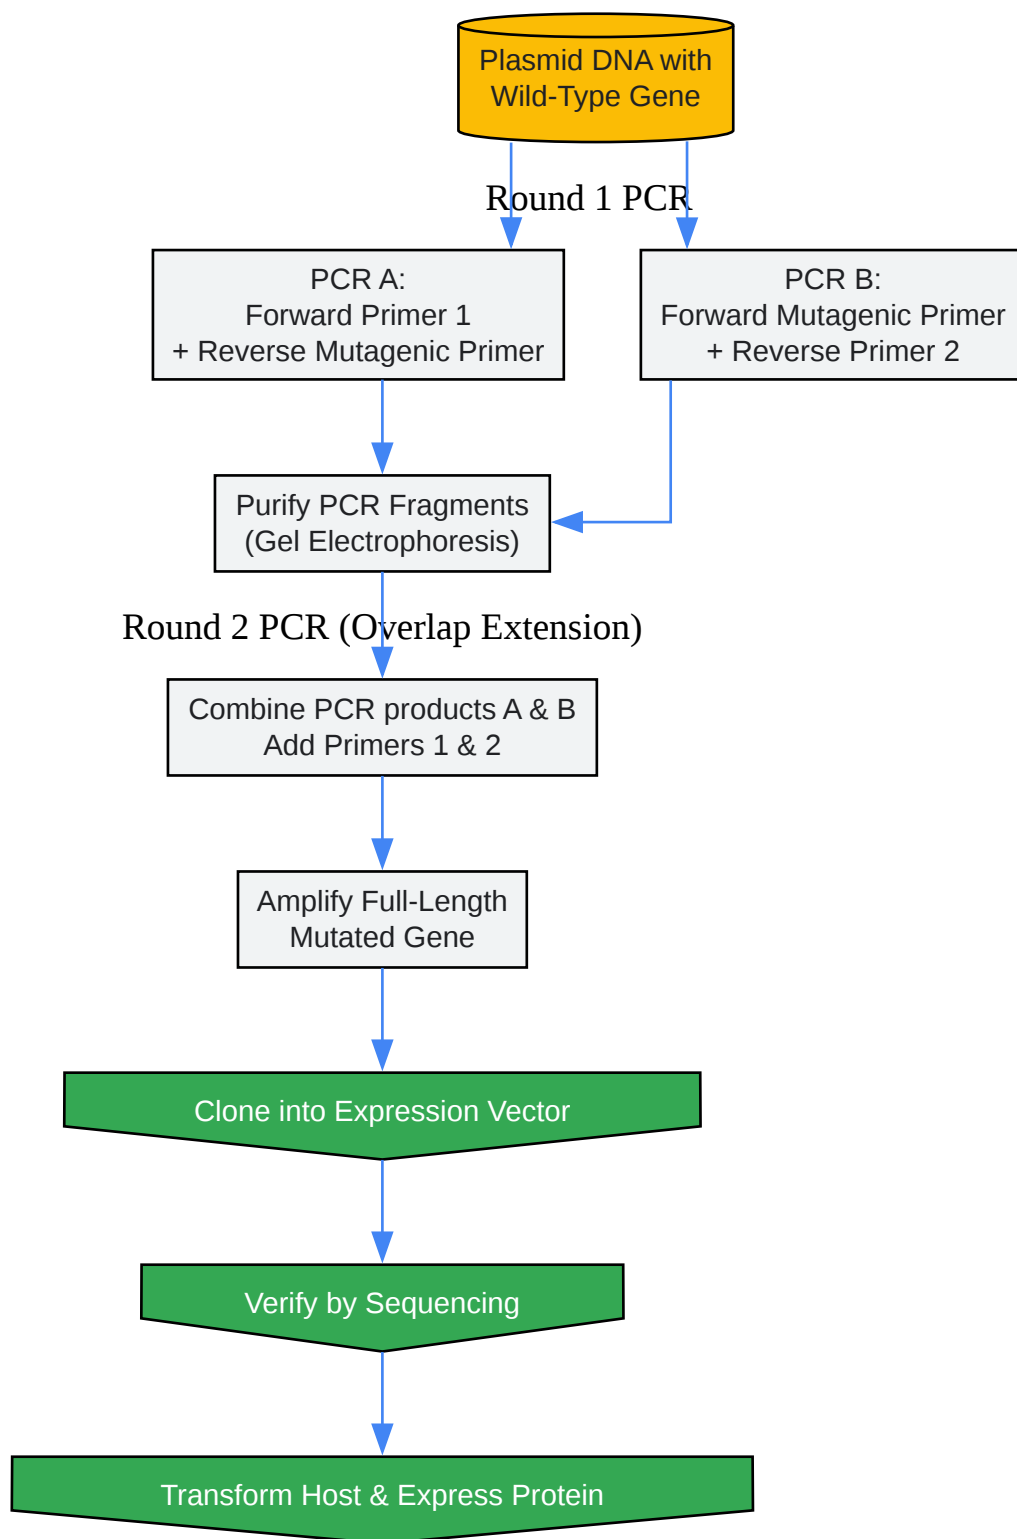 Plasmid DNA with
Wild-Type Gene
Round 1 PCR
PCR A:
Forward Primer 1
+ Reverse Mutagenic Primer
PCR B:
Forward Mutagenic Primer
+ Reverse Primer 2
Purify PCR Fragments
(Gel Electrophoresis)
Round 2 PCR (Overlap Extension)
Combine PCR products A & B
Add Primers 1 & 2
Amplify Full-Length
Mutated Gene
Clone into Expression Vector
Verify by Sequencing
Transform Host & Express Protein